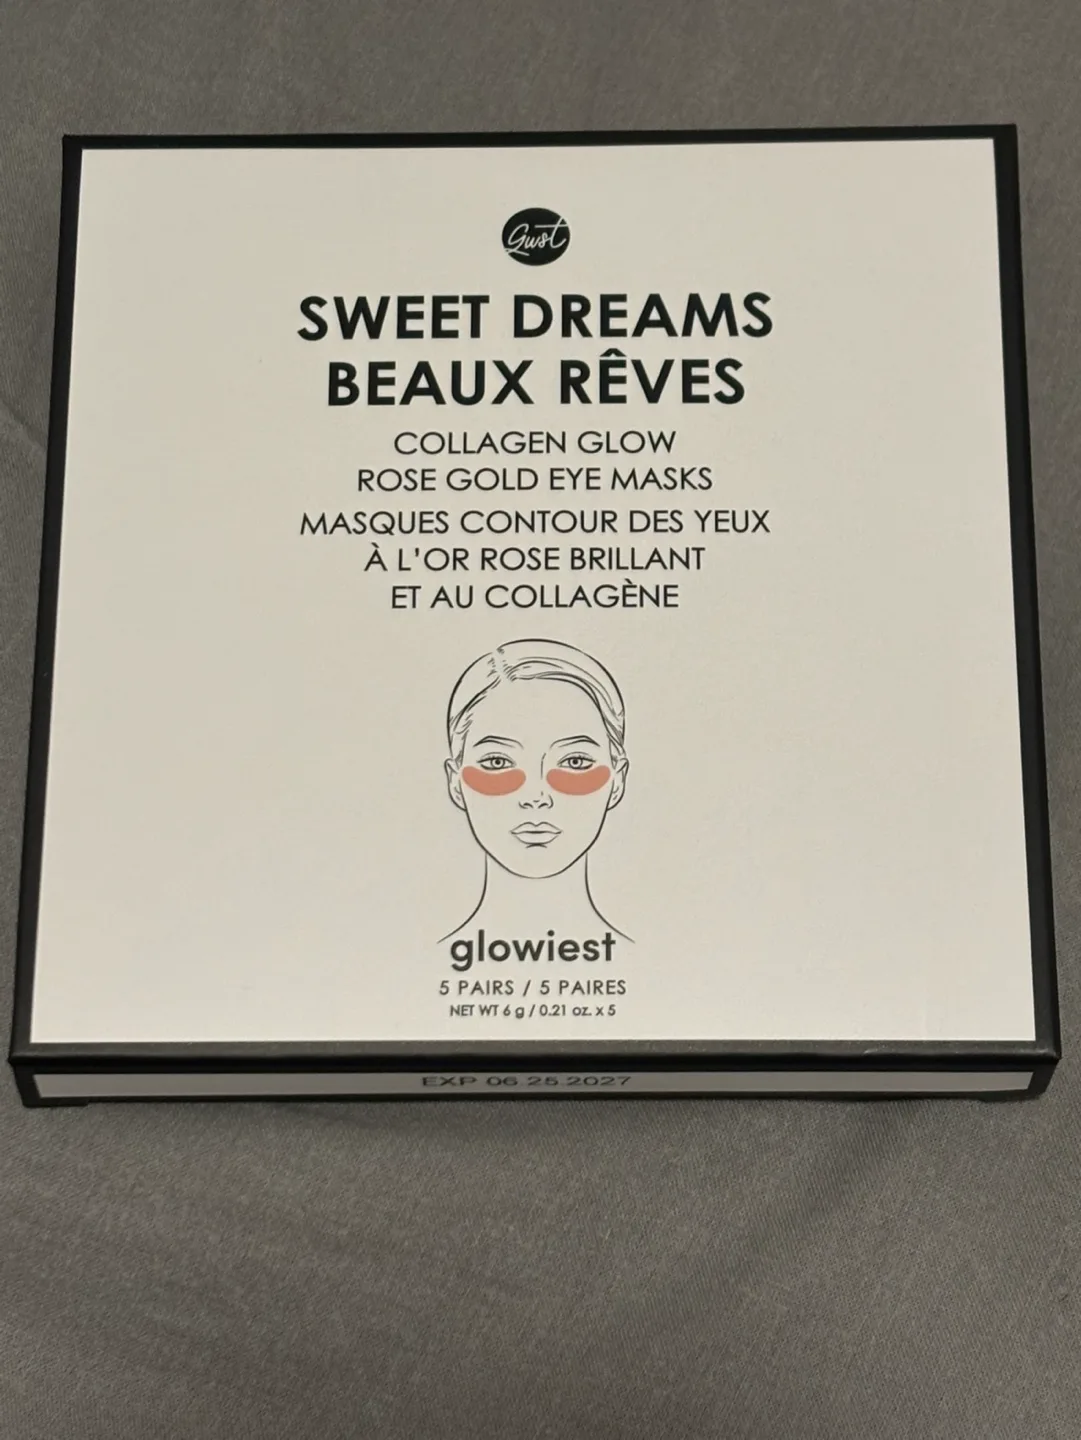 Gwst
SWEET DREAMS
BEAUX RÊVES
COLLAGEN GLOW
ROSE GOLD EYE MASKS
MASQUES CONTOUR DES YEUX
À L'OR ROSE BRILLANT
ET AU COLLAGÈNE
glowiest
5 PAIRS / 5 PAIRES
NET WT 6 g / 0.21 oz. x 5
EXP 06.25.2027